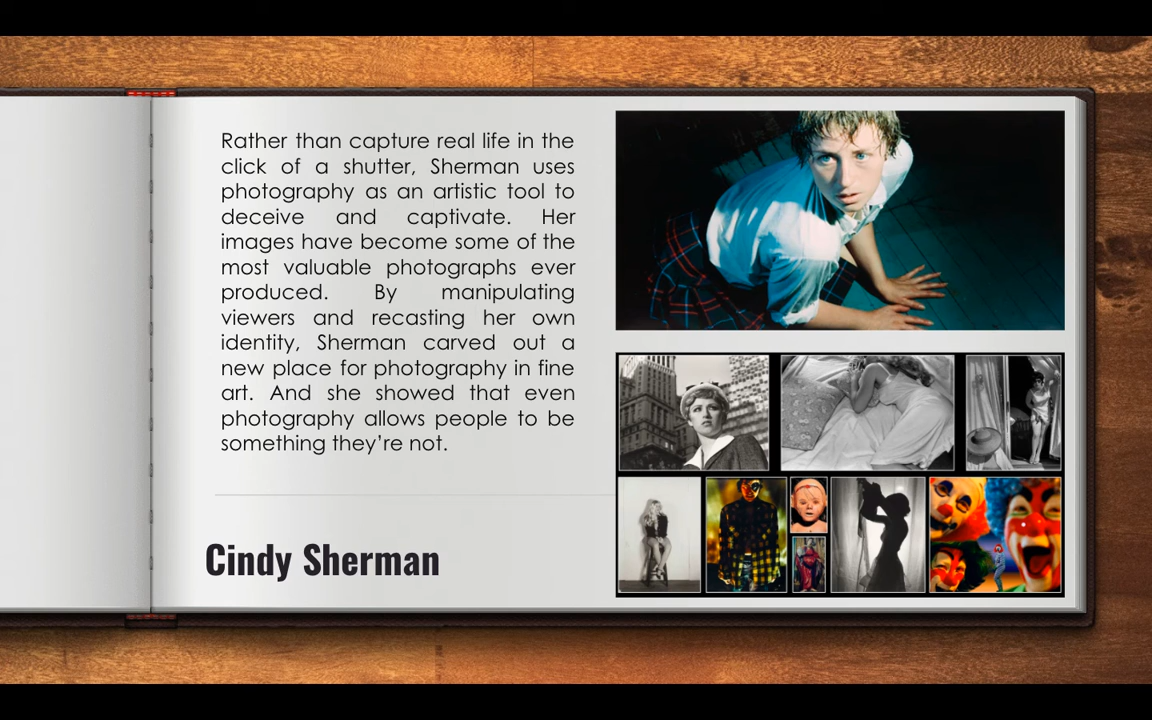 Rather than capture real life in the
click of a shutter, Sherman uses
photography as an artistic tool to
deceive and captivate. Her
images have become some of the
most valuable photographs ever
produced. By manipulating
viewers and recasting her own
identity, Sherman carved out a
new place for photography in fine
art. And she showed that even
photography allows people to be
something they’re not.
Cindy Sherman